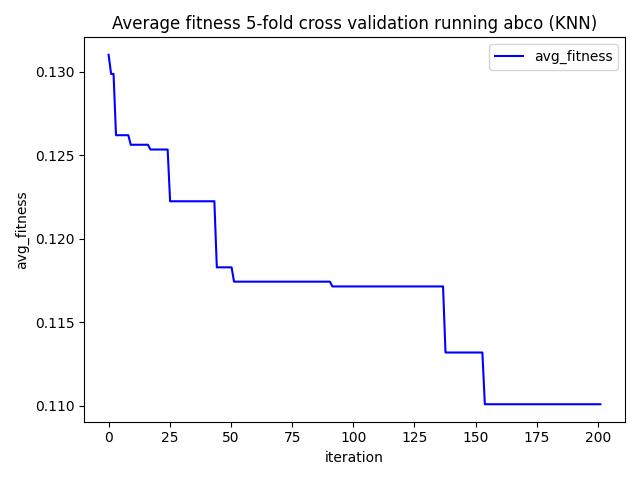 Average fitness 5-fold cross validation running abco (KNN)
avg_fitness
0.130
0.125
0.120
0.115
0.110
avg_fitness
0 25 50 75 100 125 150 175 200
iteration